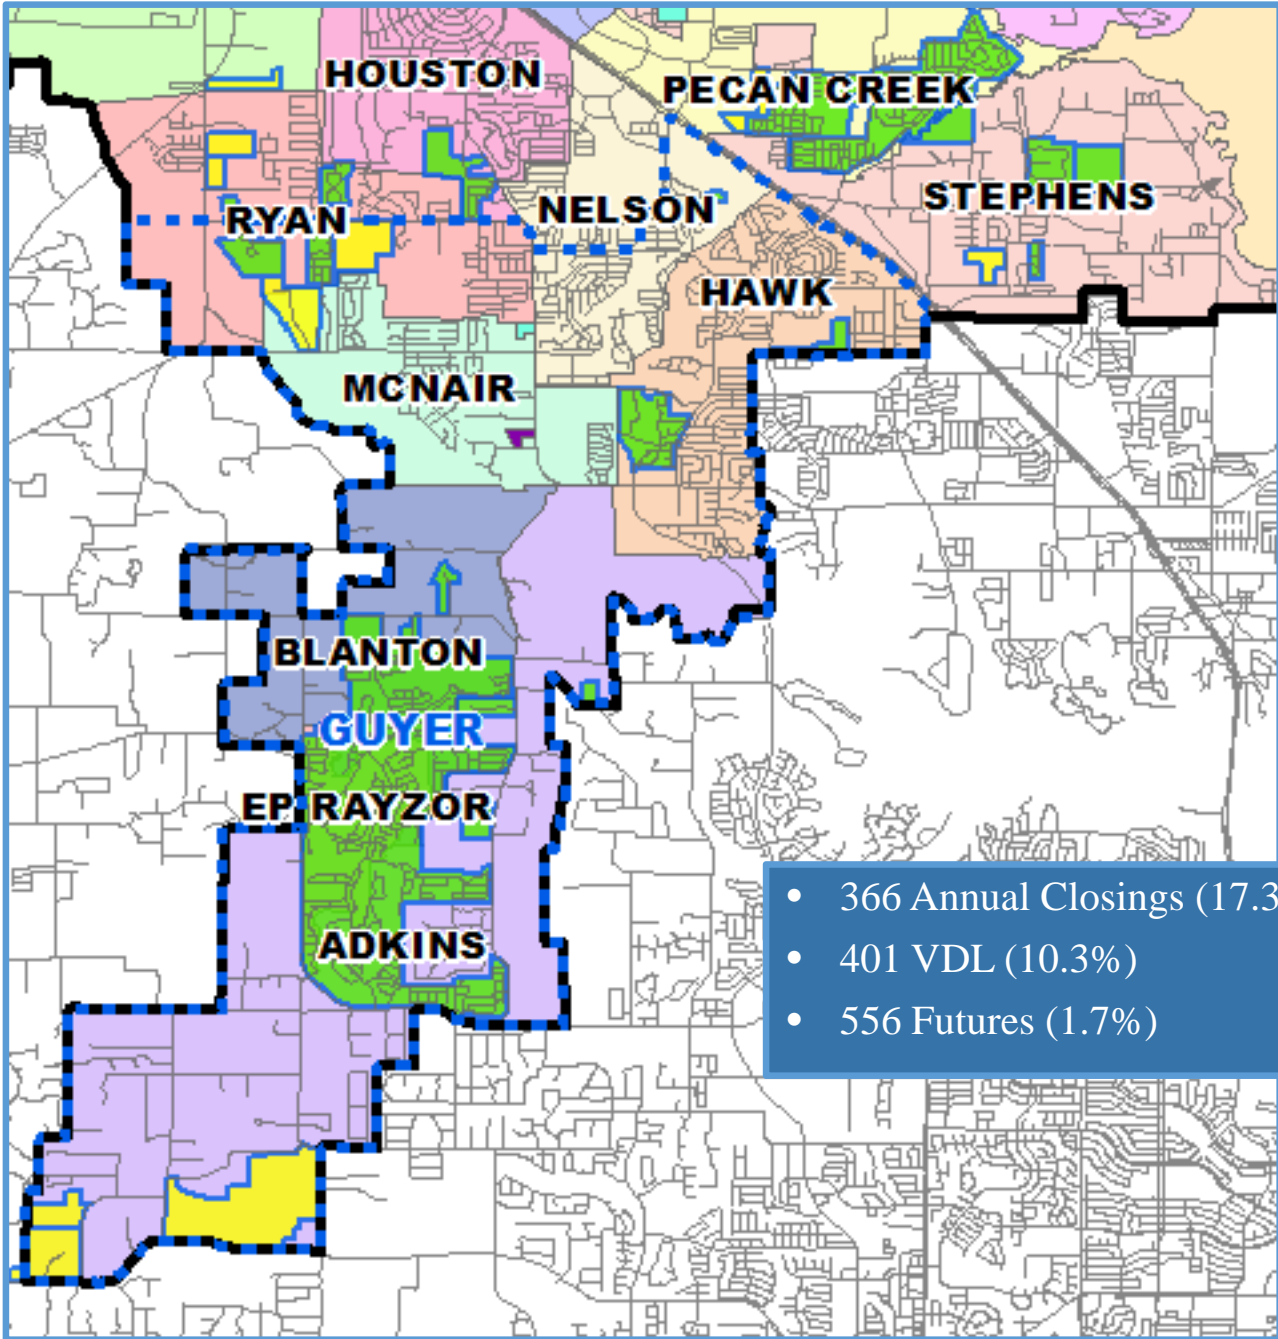 HOUSTON
PECAN CREEK
STEPHENS
RYAN
NELSON
HAWK
MCNAIR
BLANTON
GUYER
EP RAYZOR
ADKINS
• 366 Annual Closings (17.3
• 401 VDL (10.3%)
• 556 Futures (1.7%)